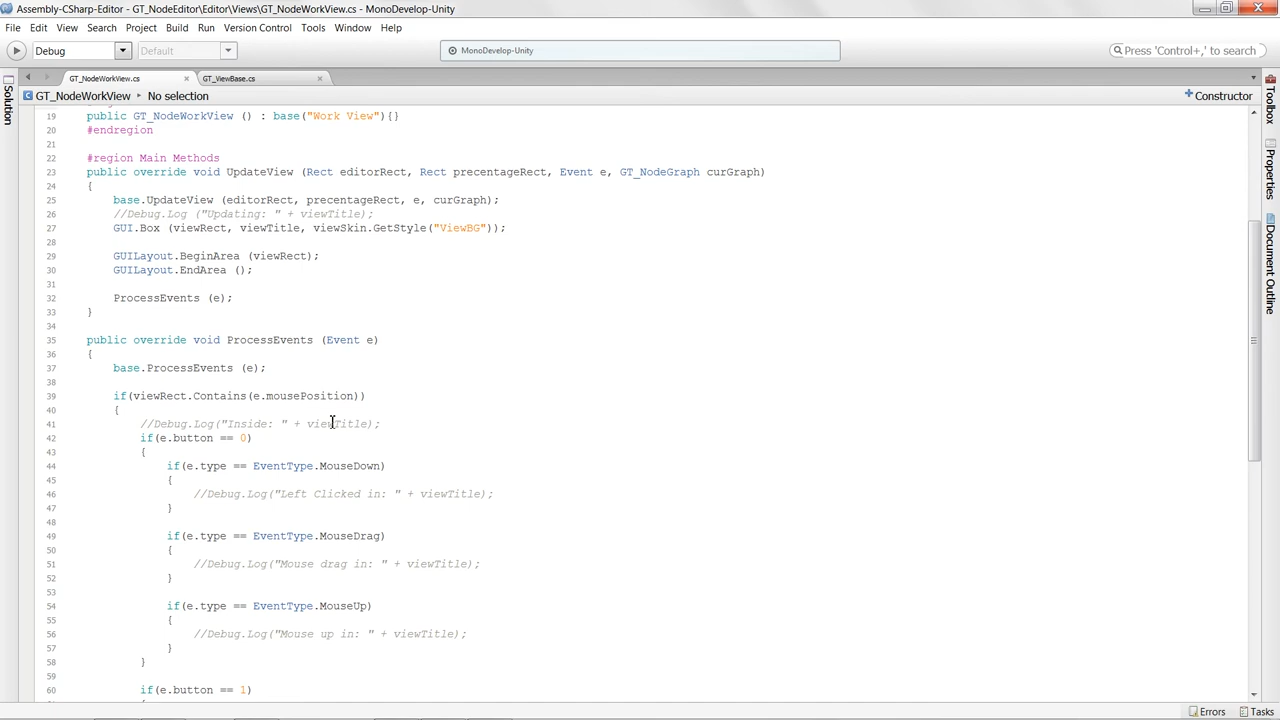 Assembly-CSharp-Editor - GT_NodeEditor\Editor\Views\GT_NodeWorkView.cs - MonoDevelop-Unity
File Edit View Search Project Build Run Version Control Tools Window Help
Debug Default MonoDevelop-Unity Press 'Control+,' to search
GT_NodeWorkView.cs × GT_ViewBase.cs ×
GT_NodeWorkView No selection Constructor
Solution
Toolbox
Properties
Document Outline
19 public GT_NodeWorkView () : base("Work View"){}
20 #endregion
21
22 #region Main Methods
23 public override void UpdateView (Rect editorRect, Rect precentageRect, Event e, GT_NodeGraph curGraph)
24 {
25 base.UpdateView (editorRect, precentageRect, e, curGraph);
26 //Debug.Log ("Updating: " + viewTitle);
27 GUI.Box (viewRect, viewTitle, viewSkin.GetStyle("ViewBG"));
28
29 GUILayout.BeginArea (viewRect);
30 GUILayout.EndArea ();
31
32 ProcessEvents (e);
33 }
34
35 public override void ProcessEvents (Event e)
36 {
37 base.ProcessEvents (e);
38
39 if(viewRect.Contains(e.mousePosition))
40 {
41 //Debug.Log("Inside: " + viewTitle);
42 if(e.button == 0)
43 {
44 if(e.type == EventType.MouseDown)
45 {
46 //Debug.Log("Left Clicked in: " + viewTitle);
47 }
48
49 if(e.type == EventType.MouseDrag)
50 {
51 //Debug.Log("Mouse drag in: " + viewTitle);
52 }
53
54 if(e.type == EventType.MouseUp)
55 {
56 //Debug.Log("Mouse up in: " + viewTitle);
57 }
58 }
59
60 if(e.button == 1)
Errors Tasks